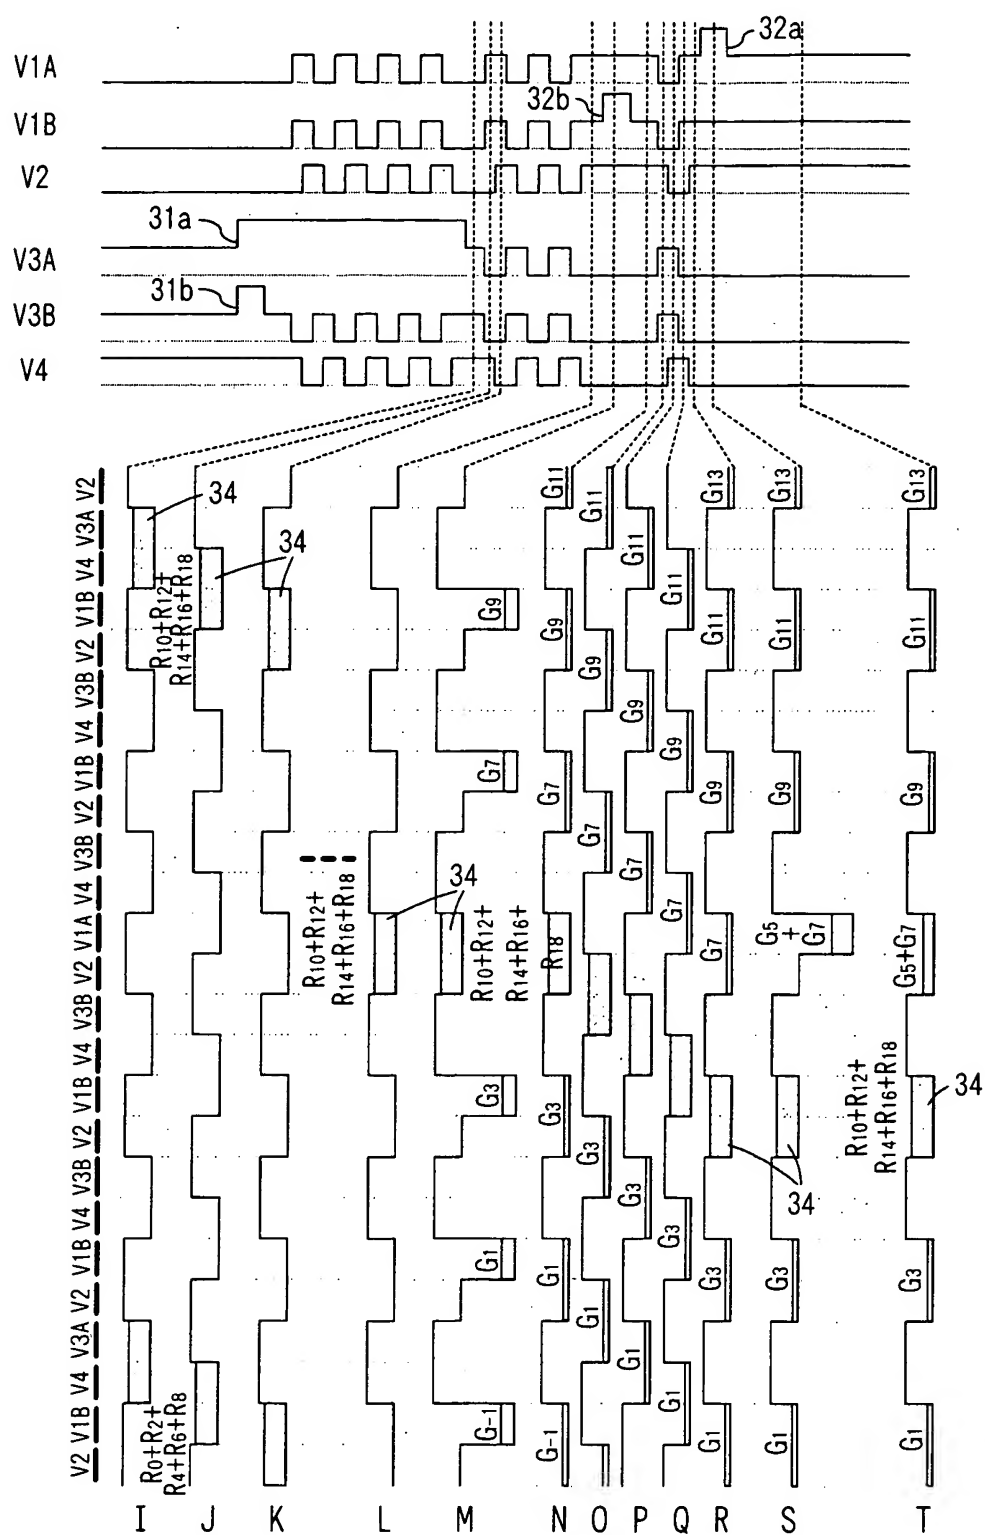 V1A
32a
V1B
32b
V2
31a
V3A
31b
V3B
V4
V2
V3A
V4
V1B
V2
V3B
V4
V1B
V2
V3B
V4
V1A
V2
V3B
V4
V1B
V2
V3B
V4
V1B
V2
V3A
V4
V1B
V2
34
R10+R12+
R14+R16+R18
R0+R2+
R4+R6+R8
34
R10+R12+
R14+R16+R18
34
G9
G7
R10+R12+
R14+R16+
R18
G3
G1
G-1
G11
G9
G7
G3
G1
G-1
G11
G9
G7
G3
G1
G11
G9
G7
G3
G1
G11
G9
G7
G3
G1
G13
G11
G9
G7
G3
G1
34
G13
G11
G9
G5
+
G7
G3
G1
G13
G11
G9
G5+G7
R10+R12+
R14+R16+R18
34
G3
G1
I
J
K
L
M
N
O
P
Q
R
S
T